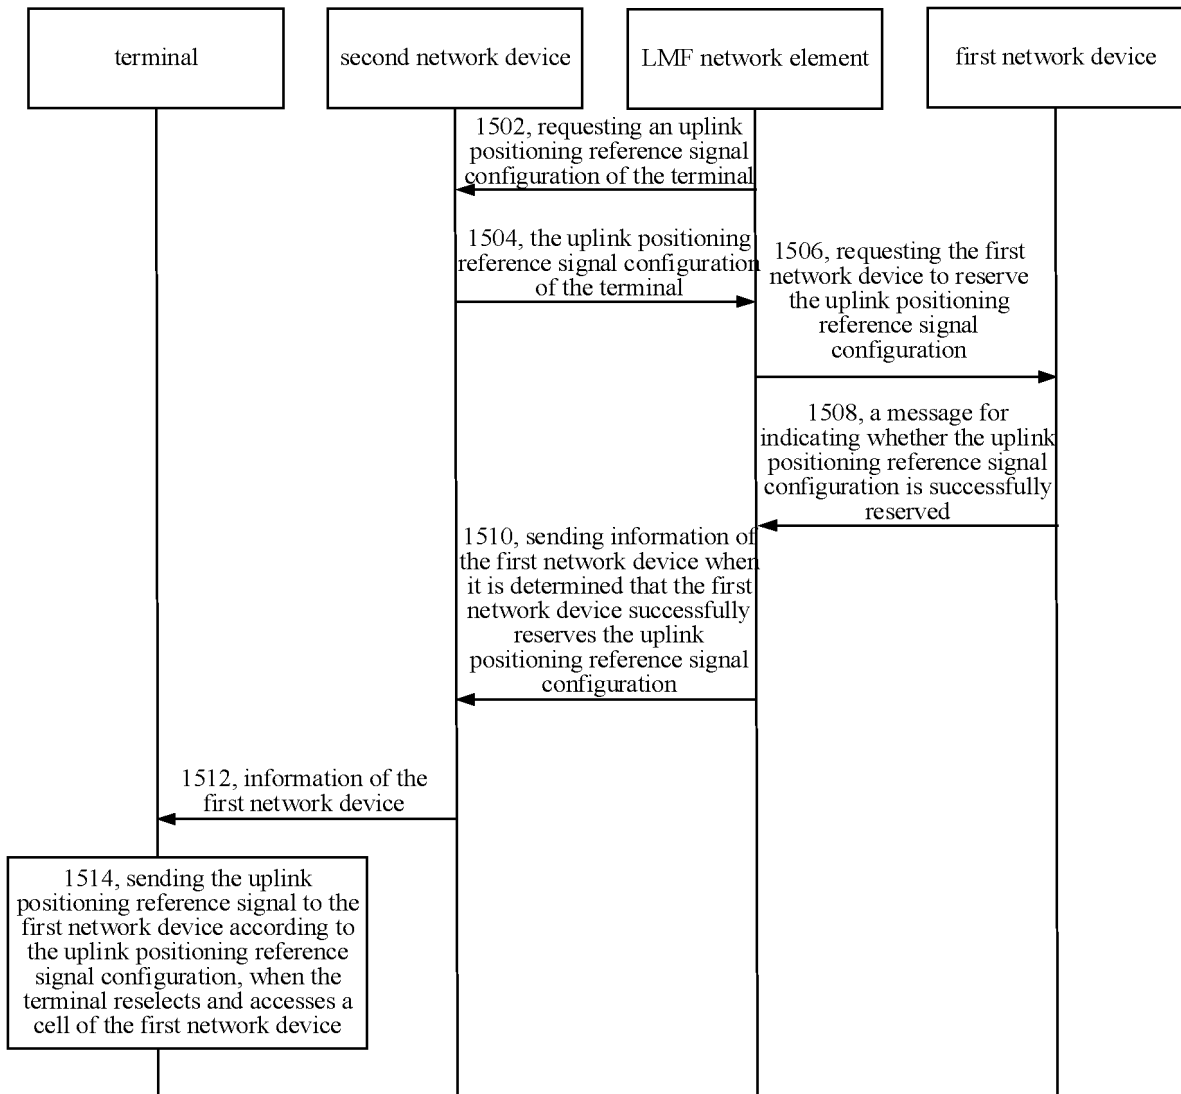 terminal
second network device
LMF network element
first network device
1502, requesting an uplink
positioning reference signal
configuration of the terminal
1504, the uplink positioning
reference signal configuration
of the terminal
1506, requesting the first
network device to reserve
the uplink positioning
reference signal
configuration
1508, a message for
indicating whether the uplink
positioning reference signal
configuration is successfully
reserved
1510, sending information of
the first network device when
it is determined that the first
network device successfully
reserves the uplink
positioning reference signal
configuration
1512, information of the
first network device
1514, sending the uplink
positioning reference signal to the
first network device according to
the uplink positioning reference
signal configuration, when the
terminal reselects and accesses a
cell of the first network device